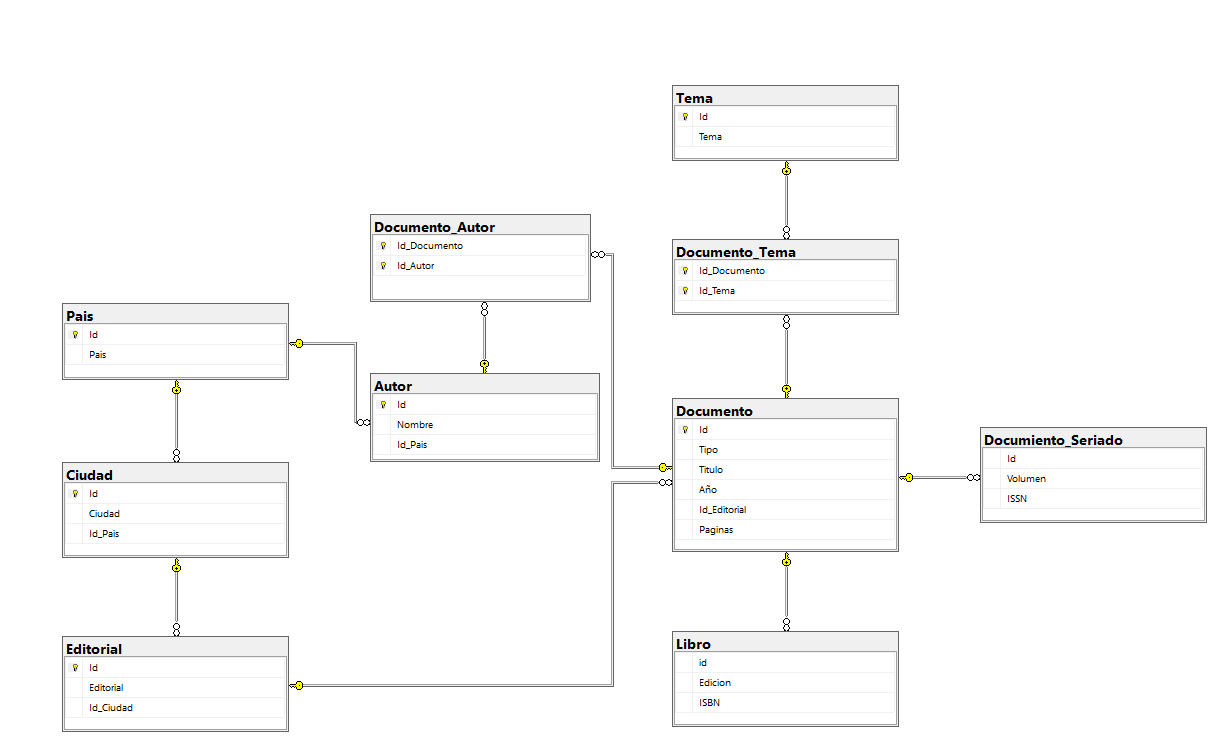 Tema
Id
Tema
Documento_Autor
Id_Documento
Id_Autor
Documento_Tema
Id_Documento
Id_Tema
Pais
Id
Pais
Autor
Id
Nombre
Id_Pais
Documento
Id
Tipo
Titulo
Año
Id_Editorial
Paginas
Documiento_Seriado
Id
Volumen
ISSN
Ciudad
Id
Ciudad
Id_Pais
Editorial
Id
Editorial
Id_Ciudad
Libro
id
Edicion
ISBN